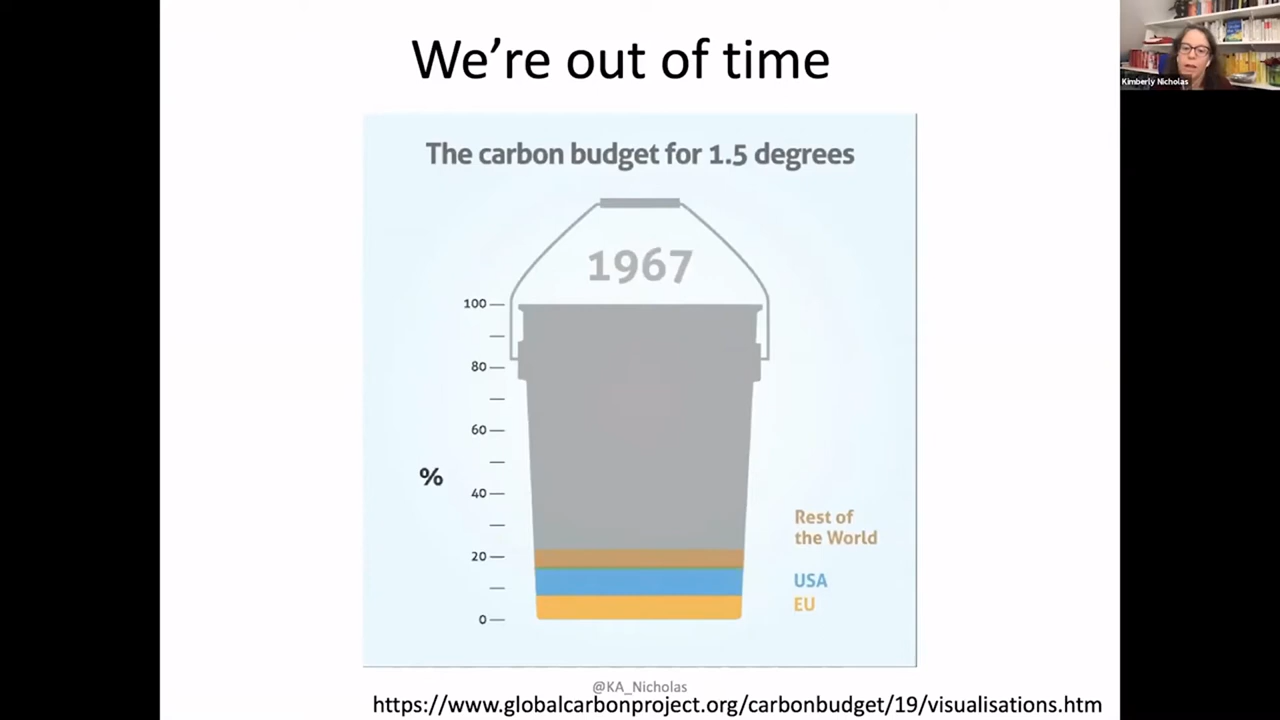 We're out of time
Kimberly Nicholas
The carbon budget for 1.5 degrees
1967
100
80
60
%
40
20
0
Rest of
the World
USA
EU
@KA_Nicholas
https://www.globalcarbonproject.org/carbonbudget/19/visualisations.htm